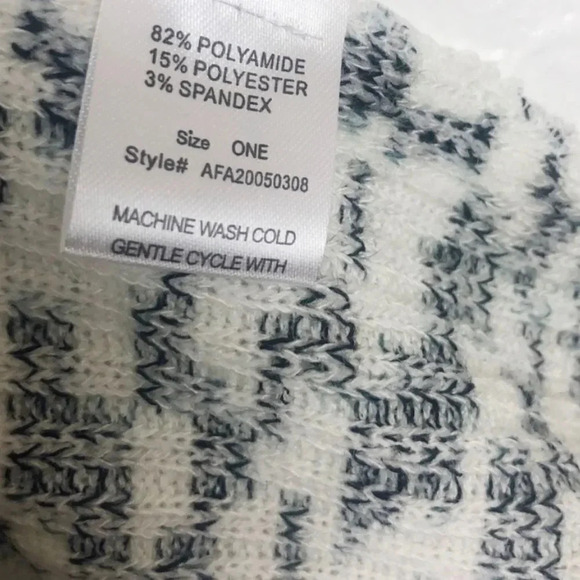 82% POLYAMIDE
15% POLYESTER
3% SPANDEX
Size ONE
Style# AFA20050308
MACHINE WASH COLD
GENTLE CYCLE WITH